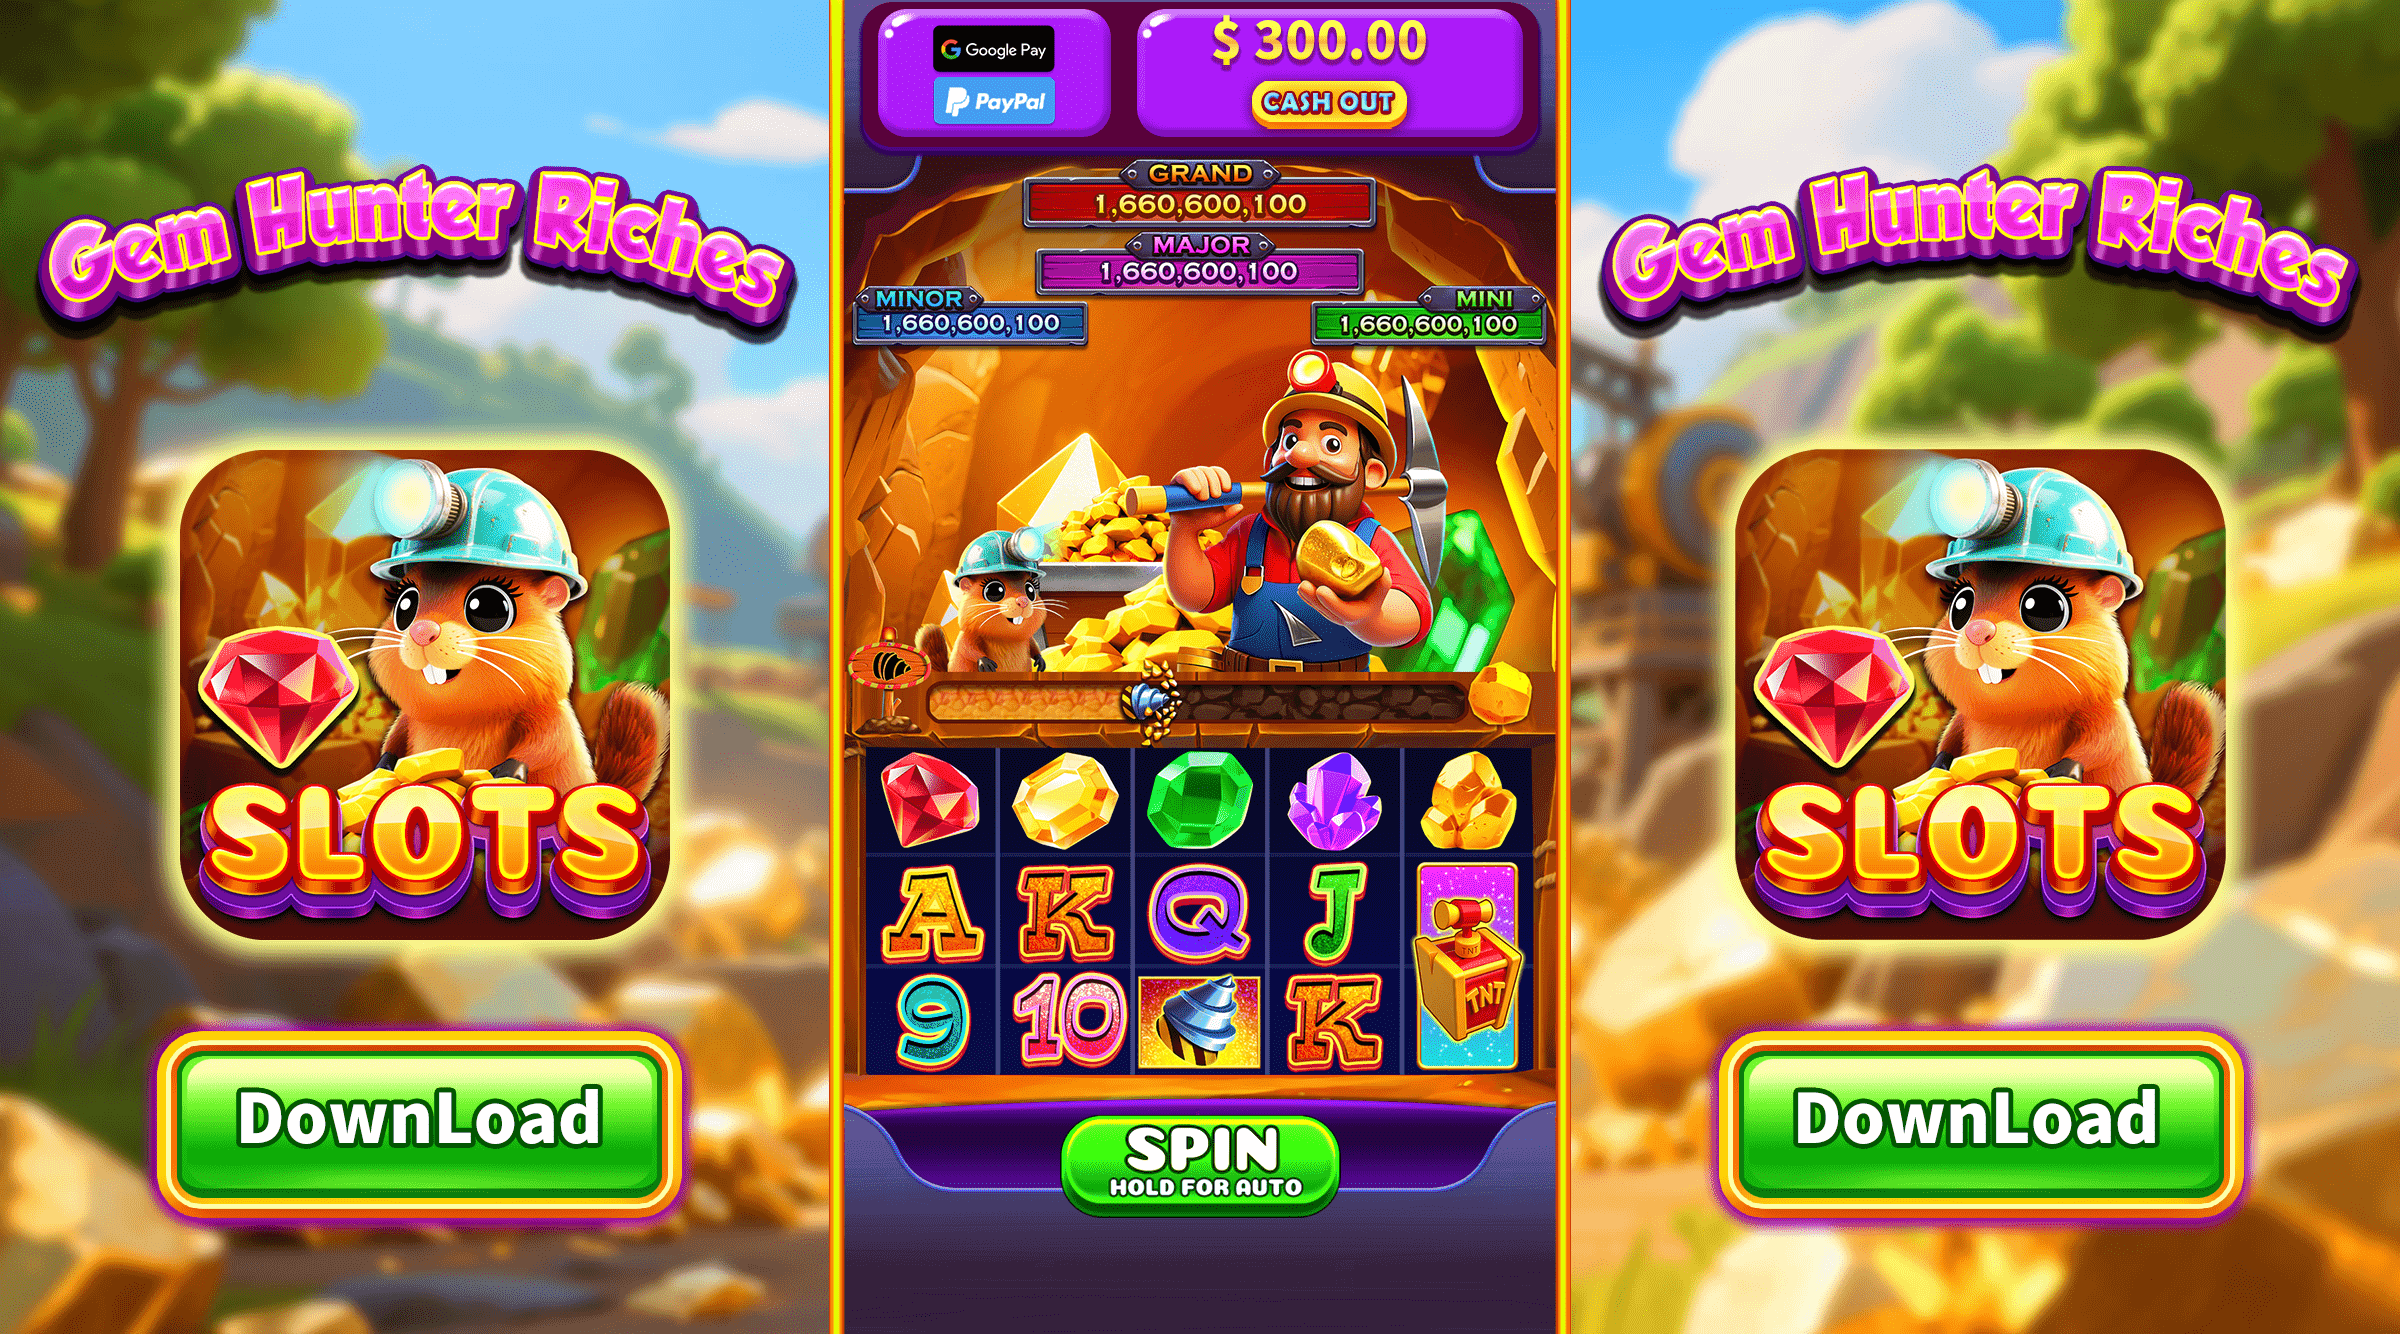 Gem Hunter Riches
SLOTS
DownLoad
Google Pay
PayPal
$ 300.00
CASH OUT
GRAND
1,660,600,100
MAJOR
1,660,600,100
MINOR
1,660,600,100
MINI
1,660,600,100
A K Q J
TNT
TNT
9 10 K
SPIN
HOLD FOR AUTO
Gem Hunter Riches
SLOTS
DownLoad